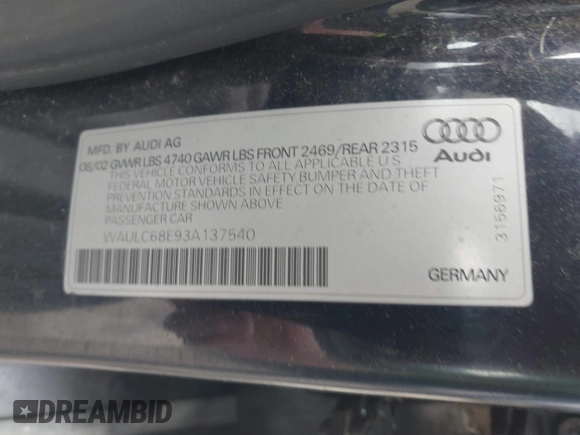 MFD. BY AUDI AG
08/02 GVWR LBS 4740 GAWR LBS FRONT 2469/REAR 2315
THIS VEHICLE CONFORMS TO ALL APPLICABLE U S
FEDERAL MOTOR VEHICLE SAFETY BUMPER AND THEFT
PREVENTION STANDARDS IN EFFECT ON THE DATE OF
MANUFACTURE SHOWN ABOVE
PASSENGER CAR
WAULC68E93A137540
Audi
3156971
GERMANY
DREAMBID